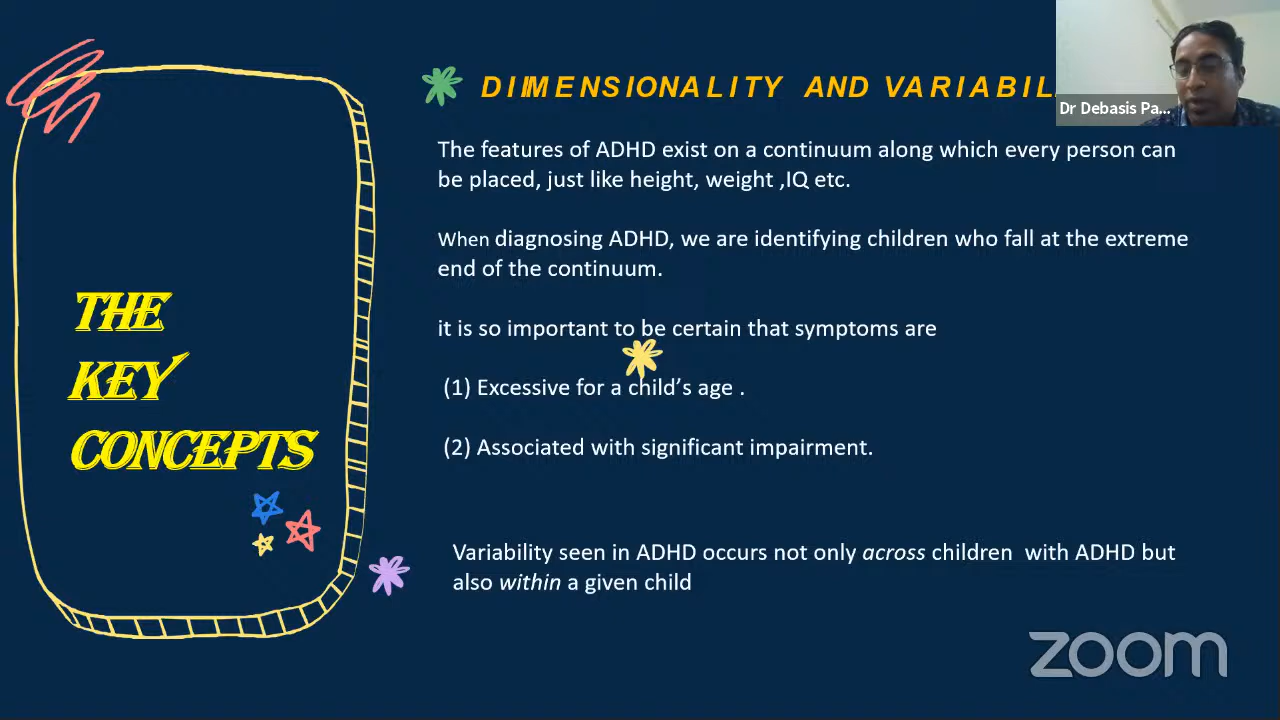 DIMENSIONALITY AND VARIABIL
Dr Debasis Pa...
The features of ADHD exist on a continuum along which every person can
be placed, just like height, weight ,IQ etc.
When diagnosing ADHD, we are identifying children who fall at the extreme
end of the continuum.
it is so important to be certain that symptoms are
(1) Excessive for a child's age .
(2) Associated with significant impairment.
Variability seen in ADHD occurs not only across children with ADHD but
also within a given child
THE
KEY
CONCEPTS
zoom